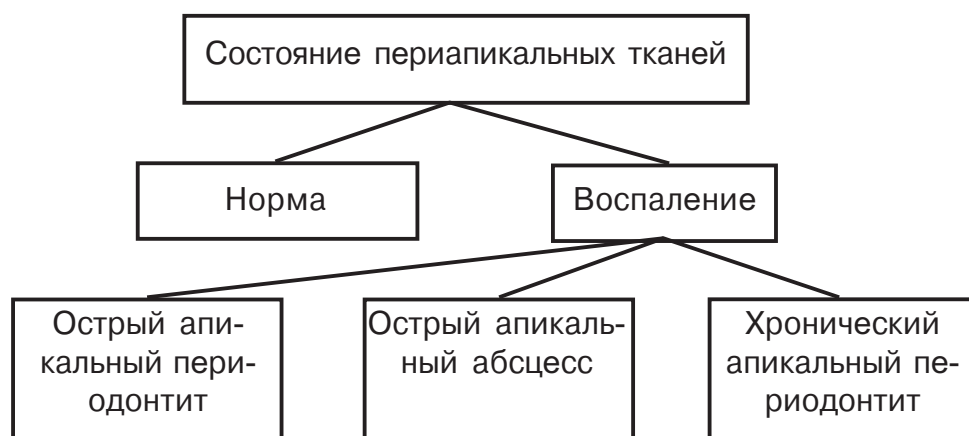 Состояние периапикальных тканей
Норма
Воспаление
Острый апи-
кальный пери-
одонтит
Острый апикаль-
ный абсцесс
Хронический
апикальный пе-
риодонтит